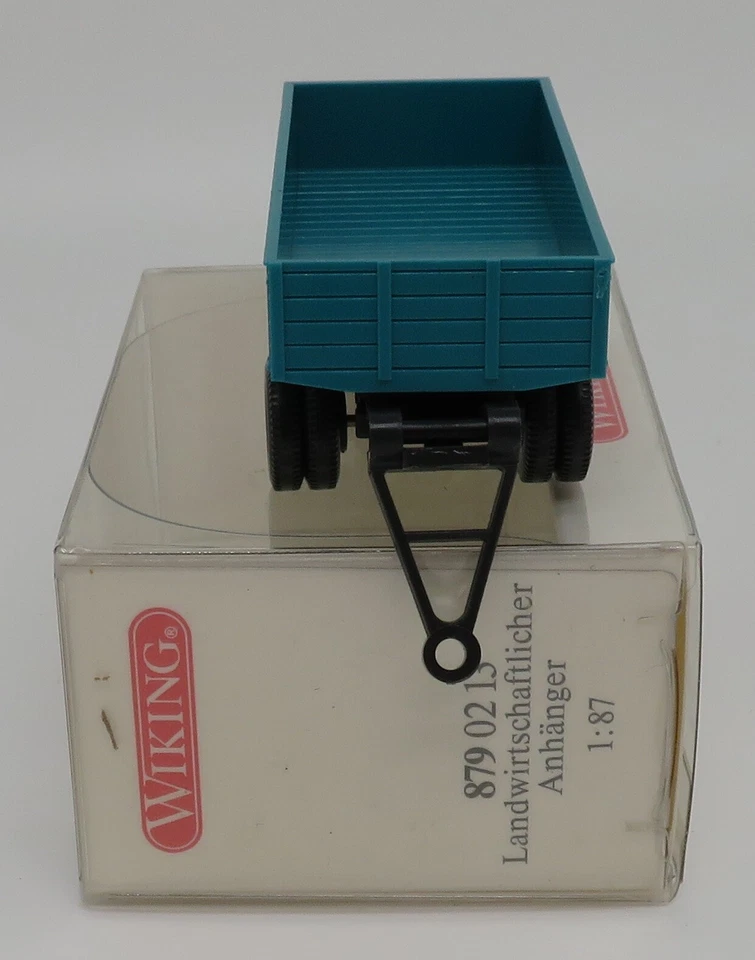 WIKING®
879 02 13
Landwirtschaftlicher
Anhänger
1:87